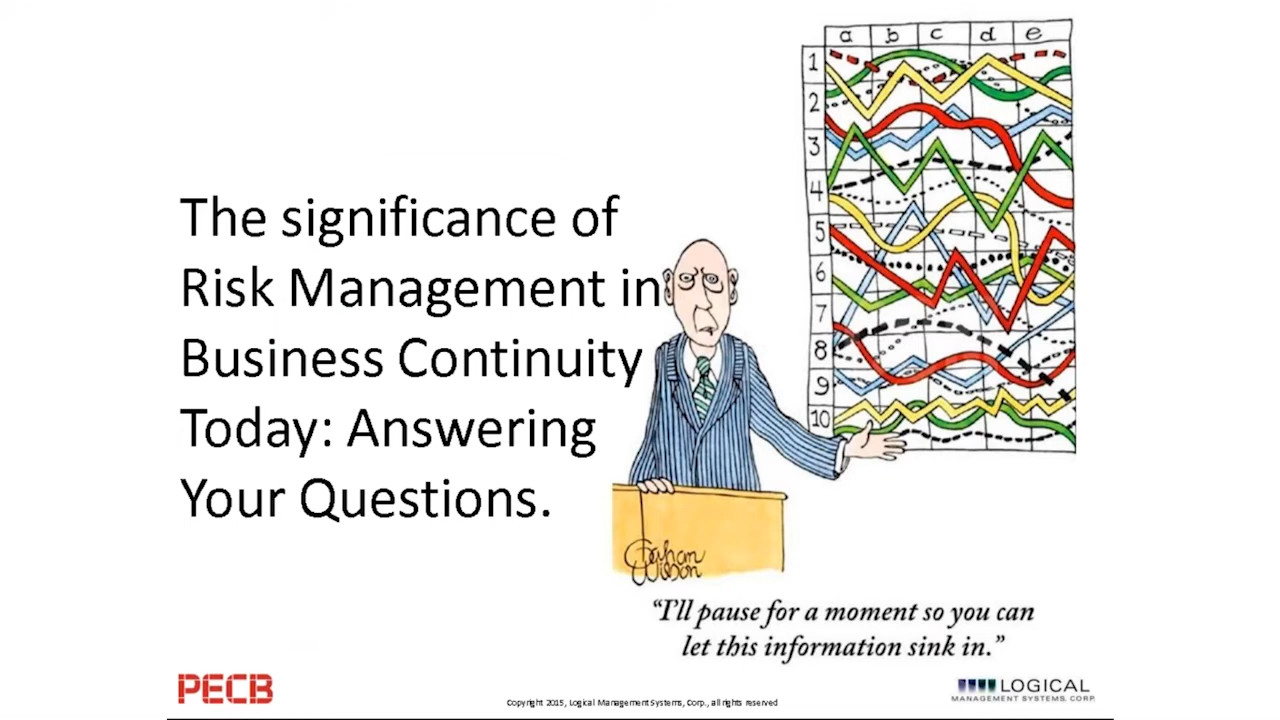 The significance of
Risk Management in
Business Continuity
Today: Answering
Your Questions.
a b c d e
1
2
3
4
5
6
7
8
9
10
Gahan
Wilson
“I'll pause for a moment so you can
let this information sink in.”
PECB
Copyright 2015, Logical Management Systems, Corp., all rights reserved
LOGICAL
MANAGEMENT SYSTEMS, CORP.